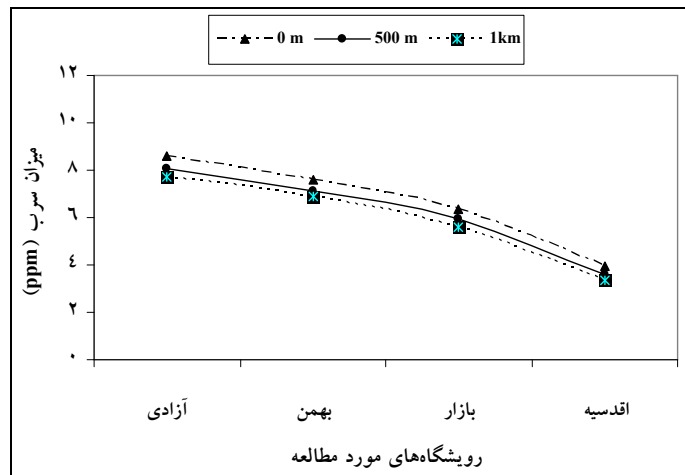 0 m 500 m 1km
۱۲
۱۰
۸
۶
٤
۲
۰
میزان سرب (ppm)
آزادی بهمن بازار اقدسیه
رویشگاه‌های مورد مطالعه